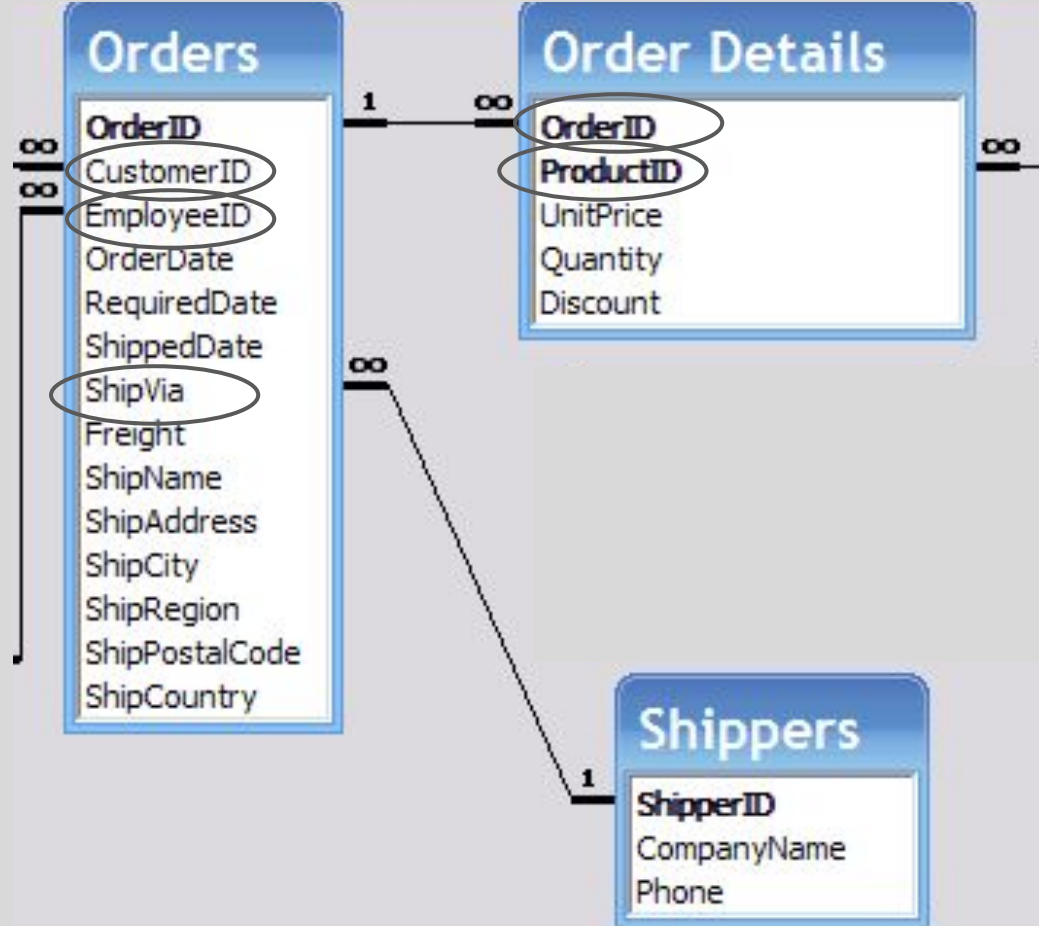 Orders
OrderID
CustomerID
EmployeeID
OrderDate
RequiredDate
ShippedDate
ShipVia
Freight
ShipName
ShipAddress
ShipCity
ShipRegion
ShipPostalCode
ShipCountry
∞
∞
1
∞
∞
Order Details
OrderID
ProductID
UnitPrice
Quantity
Discount
∞
1
Shippers
ShipperID
CompanyName
Phone